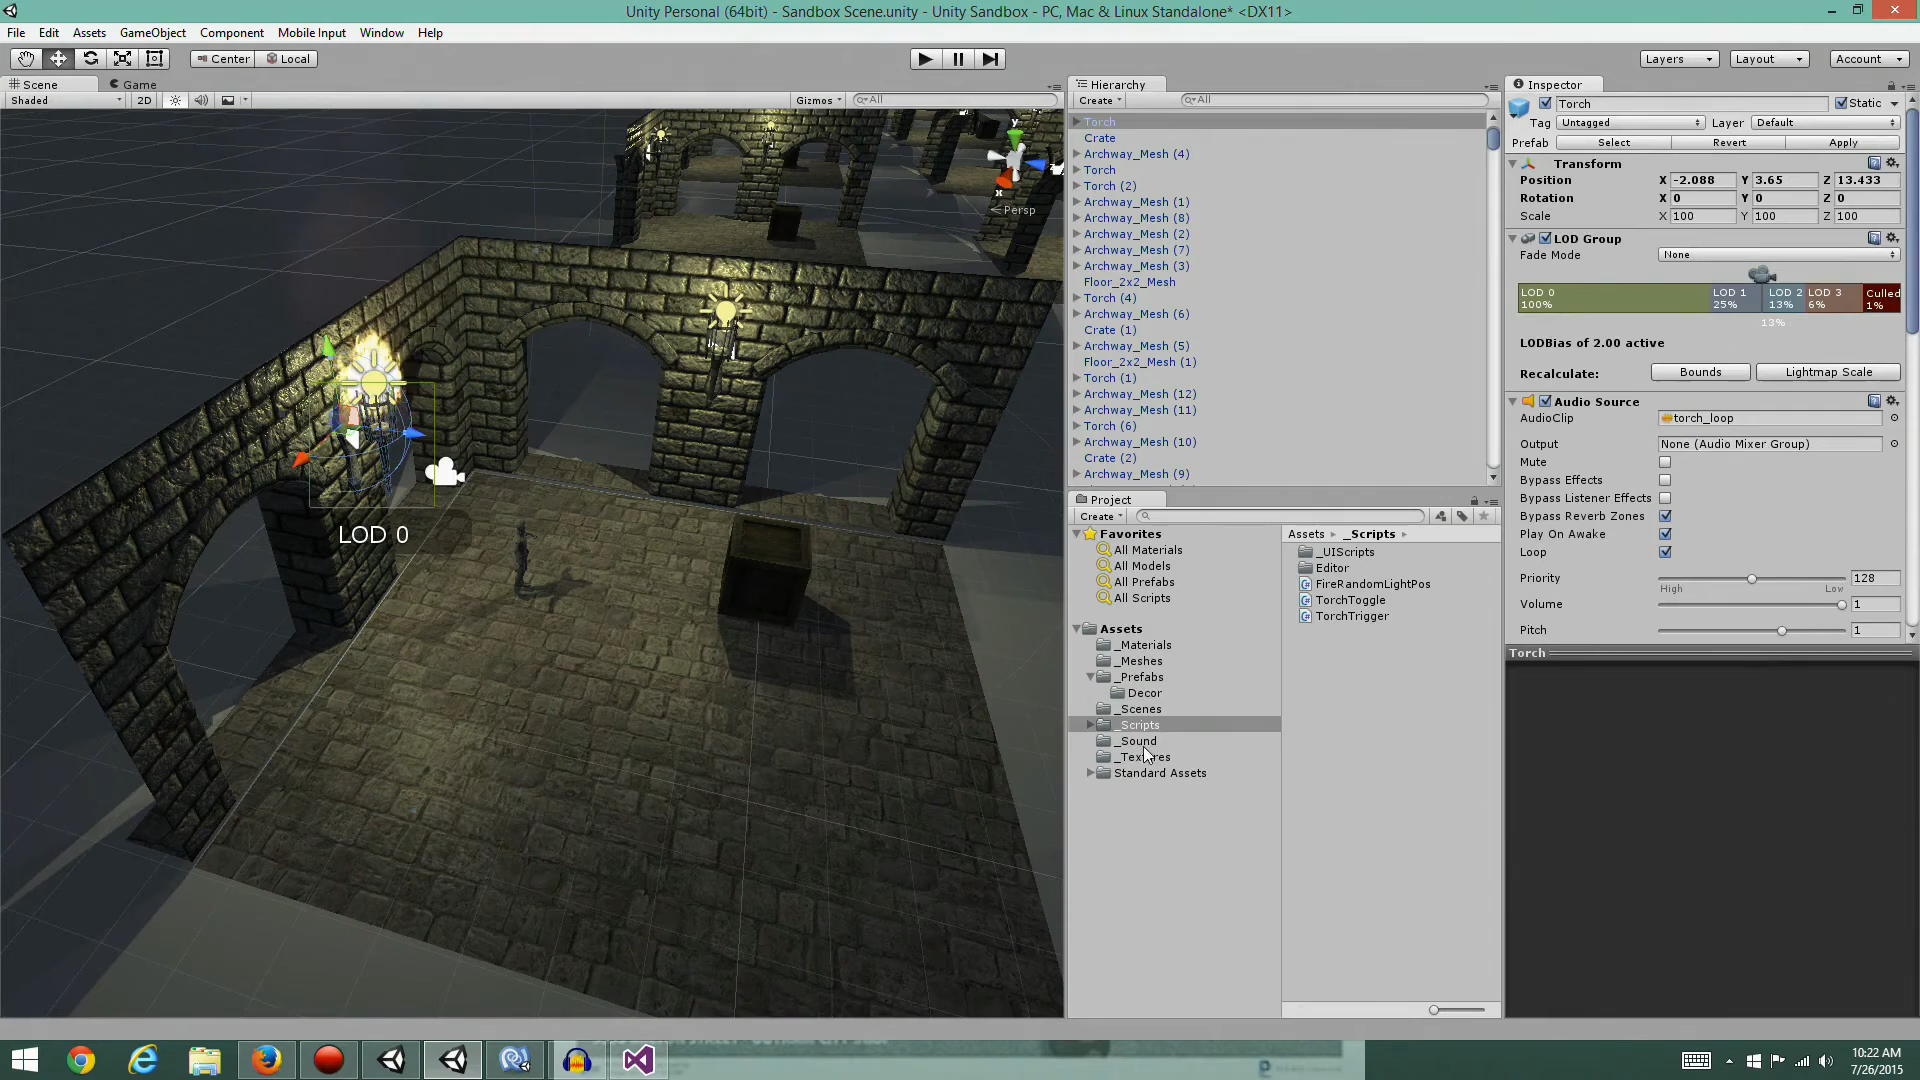 Unity Personal (64bit) - Sandbox Scene.unity - Unity Sandbox - PC, Mac & Linux Standalone* <DX11>
File Edit Assets GameObject Component Mobile Input Window Help
Center Local
Layers Layout Account
Scene Game
Shaded 2D Gizmos All
y
x
Persp
LOD 0
Hierarchy
Create All
Torch
Crate
Archway_Mesh (4)
Torch
Torch (2)
Archway_Mesh (1)
Archway_Mesh (8)
Archway_Mesh (2)
Archway_Mesh (7)
Archway_Mesh (3)
Floor_2x2_Mesh
Torch (4)
Archway_Mesh (6)
Crate (1)
Archway_Mesh (5)
Floor_2x2_Mesh (1)
Torch (1)
Archway_Mesh (12)
Archway_Mesh (11)
Torch (6)
Archway_Mesh (10)
Crate (2)
Archway_Mesh (9)
Project
Create
Favorites
All Materials
All Models
All Prefabs
All Scripts
Assets
_Materials
_Meshes
_Prefabs
Decor
_Scenes
_Scripts
_Sound
_Textures
Standard Assets
Assets _Scripts
_UIScripts
Editor
FireRandomLightPos
TorchToggle
TorchTrigger
Inspector
Torch Static
Tag Untagged Layer Default
Prefab Select Revert Apply
Transform
Position X -2.088 Y 3.65 Z 13.433
Rotation X 0 Y 0 Z 0
Scale X 100 Y 100 Z 100
LOD Group
Fade Mode None
LOD 0 LOD 1 LOD 2 LOD 3 Culled
100% 25% 13% 6% 1%
13%
LODBias of 2.00 active
Recalculate: Bounds Lightmap Scale
Audio Source
AudioClip torch_loop
Output None (Audio Mixer Group)
Mute
Bypass Effects
Bypass Listener Effects
Bypass Reverb Zones
Play On Awake
Loop
Priority 128
High Low
Volume 1
Pitch 1
Torch
10:22 AM
7/26/2015